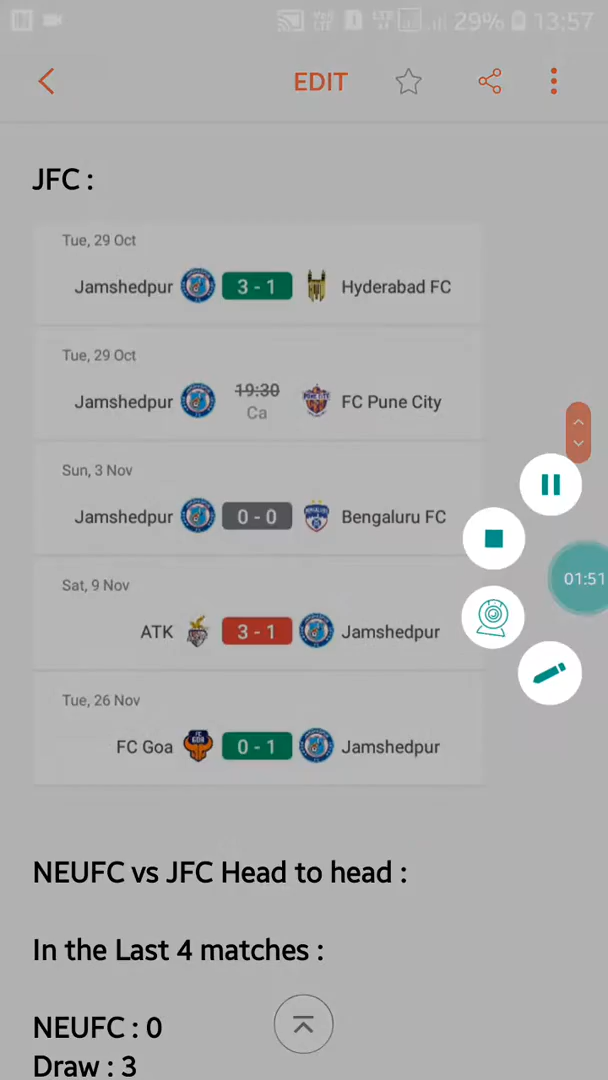 29% 13:57
EDIT
JFC :
Tue, 29 Oct
Jamshedpur 3 - 1 Hyderabad FC
Tue, 29 Oct
Jamshedpur 19:30 FC Pune City
Ca
Sun, 3 Nov
Jamshedpur 0 - 0 Bengaluru FC
Sat, 9 Nov
ATK 3 - 1 Jamshedpur
Tue, 26 Nov
FC Goa 0 - 1 Jamshedpur
01:51
NEUFC vs JFC Head to head :
In the Last 4 matches :
NEUFC : 0
Draw : 3